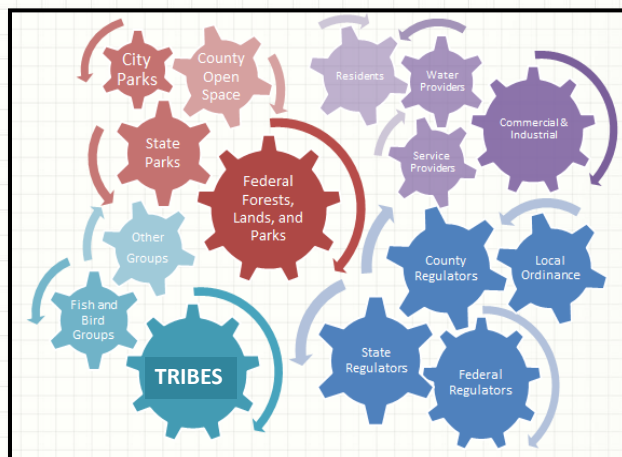 City
Parks
County
Open
Space
State
Parks
Federal
Forests,
Lands, and
Parks
Other
Groups
Fish and
Bird
Groups
TRIBES
Residents
Water
Providers
Commercial &
Industrial
Service
Providers
County
Regulators
Local
Ordinance
State
Regulators
Federal
Regulators